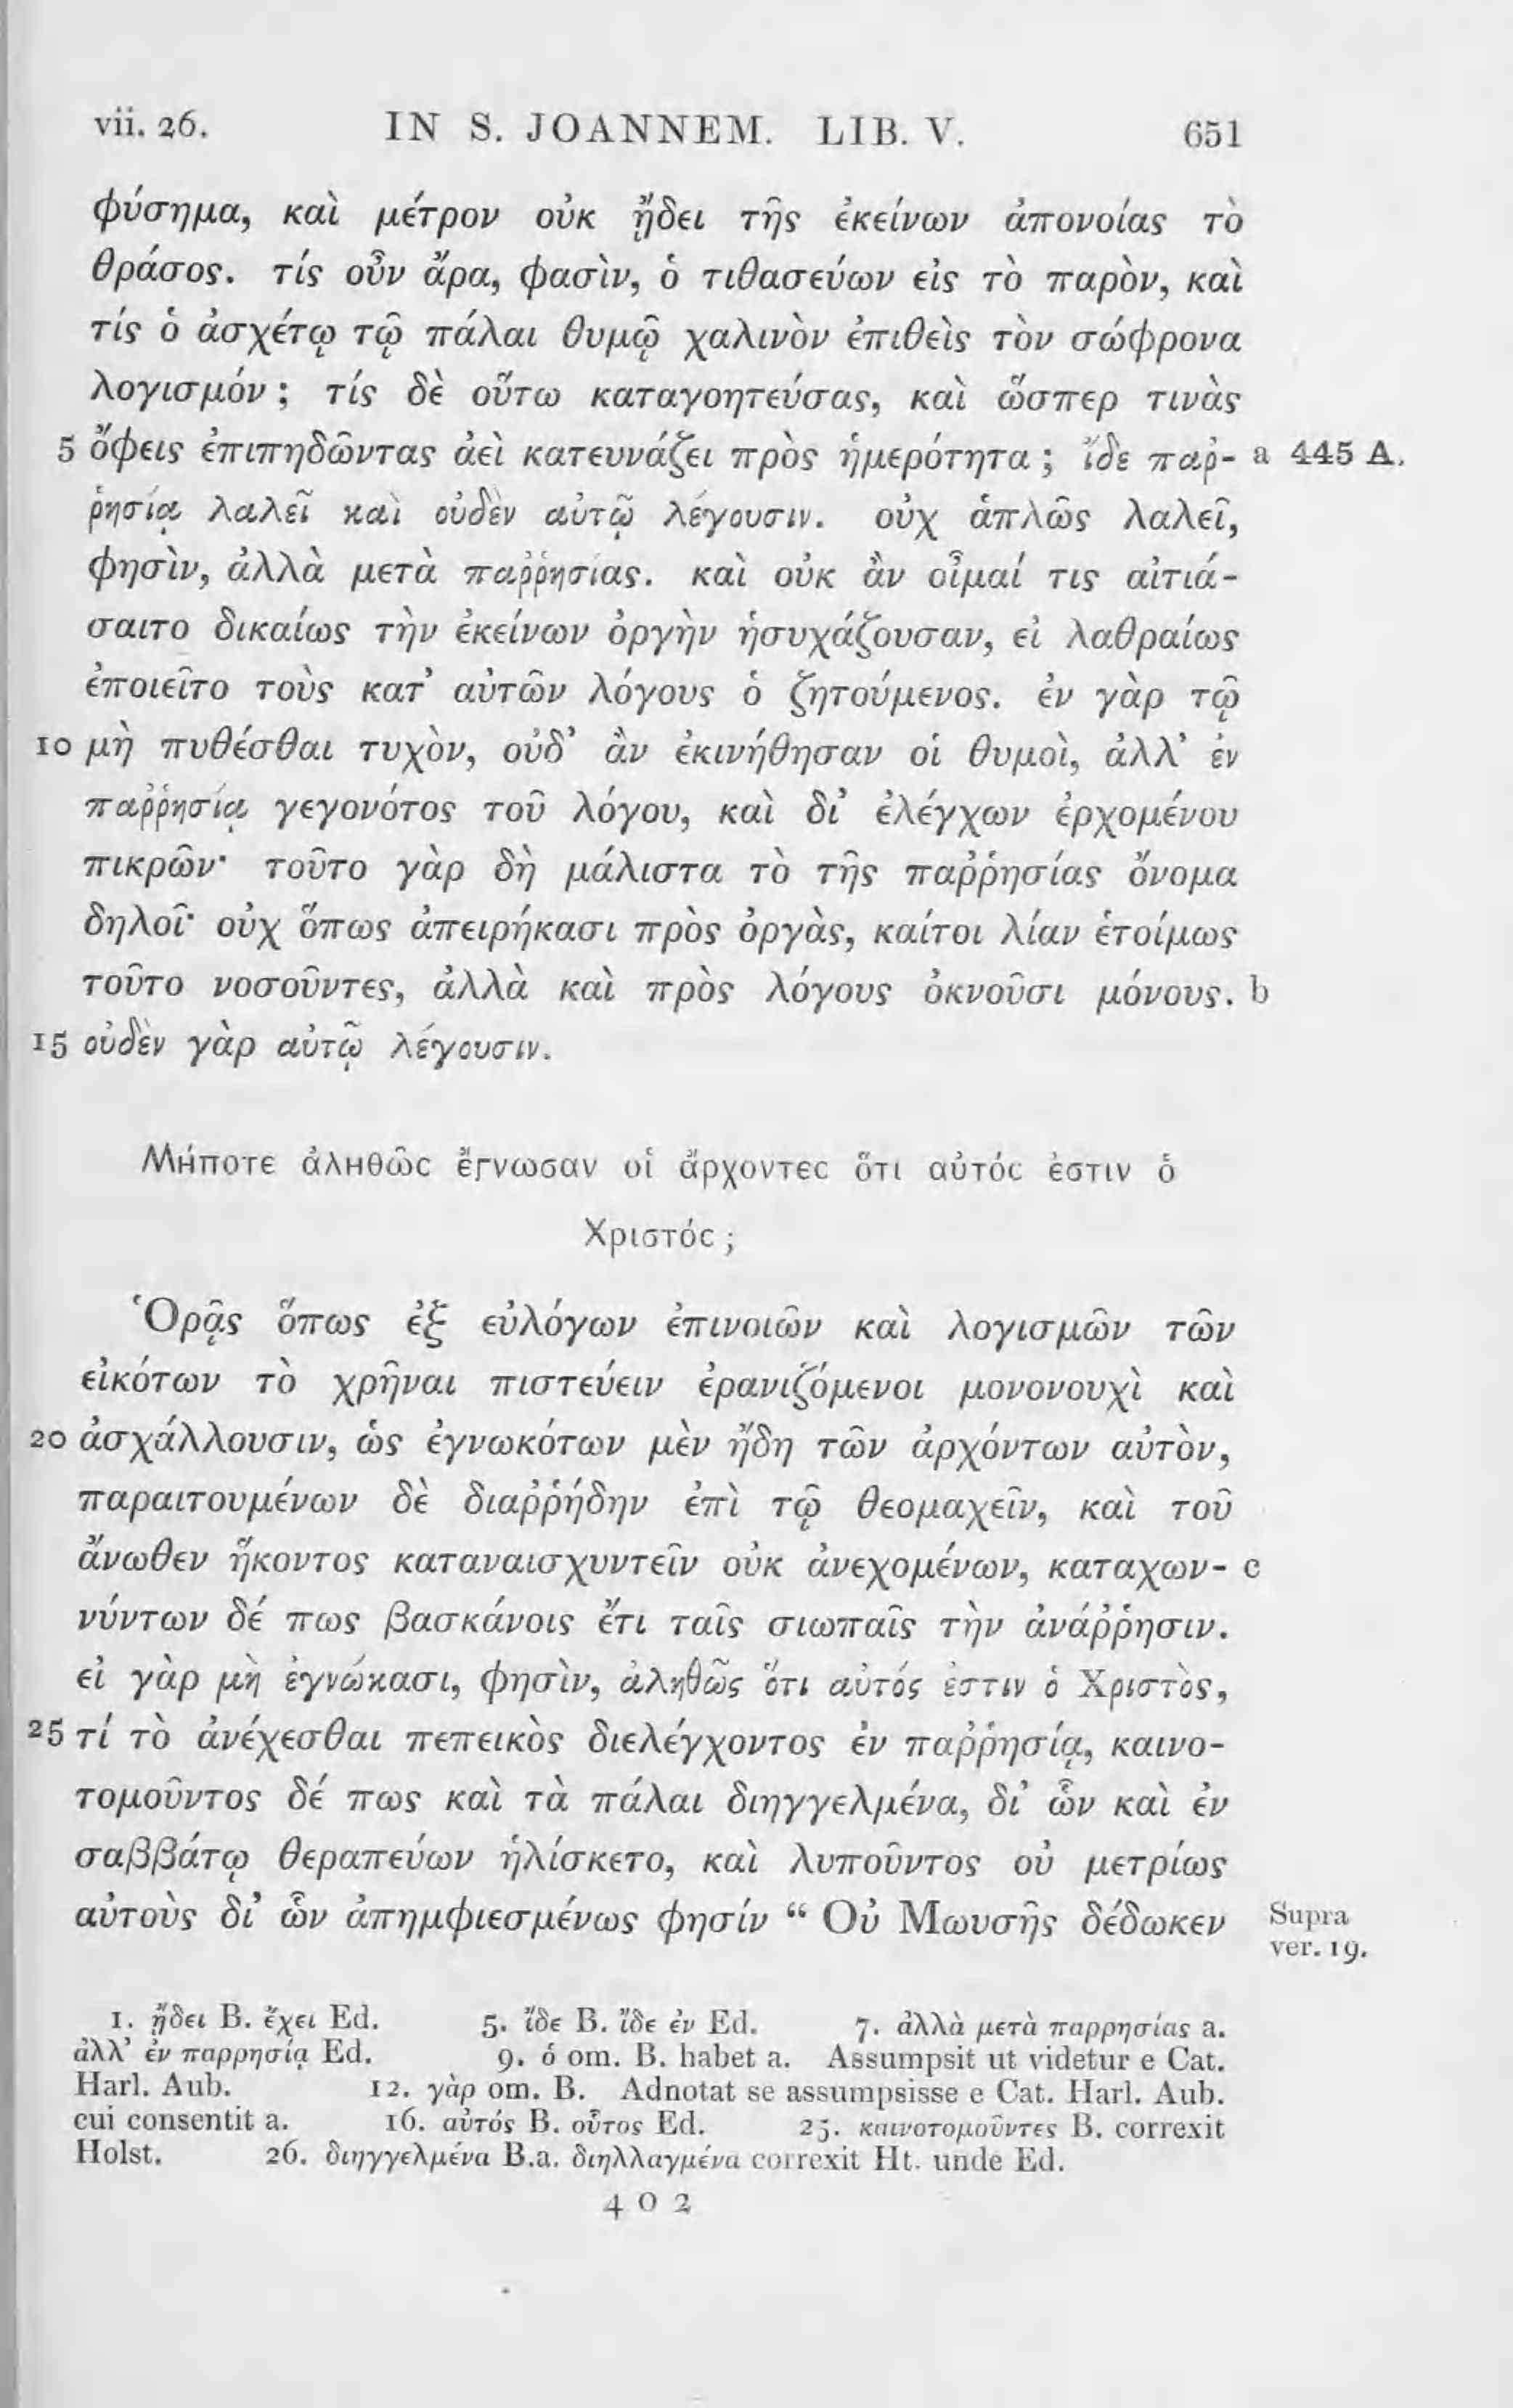 vii. 26. IN S. JOANNEM. LIB. V. 651
φύσημα, καὶ μέτρον οὐκ ᾔδει τῆς ἐκείνων ἀπονοίας τὸ
θράσος. τίς οὖν ἄρα, φασὶν, ὁ τιθασεύων εἰς τὸ παρὸν, καὶ
τίς ὁ ἀσχέτῳ τῷ πάλαι θυμῷ χαλινὸν ἐπιθεὶς τὸν σώφρονα
λογισμόν; τίς δὲ οὕτω καταγοητεύσας, καὶ ὥσπερ τινὰς
5 ὄφεις ἐπιπηδῶντας ἀεὶ κατευνάζει πρὸς ἡμερότητα; ἴδε παῤ- a 445 A.
ῥησίᾳ λαλεῖ καὶ οὐδὲν αὐτῷ λέγουσιν. οὐχ ἁπλῶς λαλεῖ,
φησὶν, ἀλλὰ μετὰ παῤῥησίας. καὶ οὐκ ἂν οἶμαί τις αἰτιά-
σαιτο δικαίως τὴν ἐκείνων ὀργὴν ἡσυχάζουσαν, εἰ λαθραίως
ἐποιεῖτο τοὺς κατ’ αὐτῶν λόγους ὁ ζητούμενος. ἐν γὰρ τῷ
10 μὴ πυθέσθαι τυχὸν, οὐδ’ ἂν ἐκινήθησαν οἱ θυμοὶ, ἀλλ’ ἐν
παῤῥησίᾳ γεγονότος τοῦ λόγου, καὶ δι’ ἐλέγχων ἐρχομένου
πικρῶν· τοῦτο γὰρ δὴ μάλιστα τὸ τῆς παῤῥησίας ὄνομα
δηλοῖ· οὐχ ὅπως ἀπειρήκασι πρὸς ὀργὰς, καίτοι λίαν ἑτοίμως
τοῦτο νοσοῦντες, ἀλλὰ καὶ πρὸς λόγους ὀκνοῦσι μόνους. b
15 οὐδὲν γὰρ αὐτῷ λέγουσιν.
Μήποτε ἀληθῶς ἔγνωσαν οἱ ἄρχοντες ὅτι αὐτός ἐστιν ὁ
Χριστός;
Ὁρᾷς ὅπως ἐξ εὐλόγων ἐπινοιῶν καὶ λογισμῶν τῶν
εἰκότων τὸ χρῆναι πιστεύειν ἐρανιζόμενοι μονονουχὶ καὶ
20 ἀσχάλλουσιν, ὡς ἐγνωκότων μὲν ἤδη τῶν ἀρχόντων αὐτὸν,
παραιτουμένων δὲ διαῤῥήδην ἐπὶ τῷ θεομαχεῖν, καὶ τοῦ
ἄνωθεν ἥκοντος καταναισχυντεῖν οὐκ ἀνεχομένων, καταχων- c
νύντων δέ πως βασκάνοις ἔτι ταῖς σιωπαῖς τὴν ἀνάῤῥησιν.
εἰ γὰρ μὴ ἐγνώκασι, φησὶν, ἀληθῶς ὅτι αὐτός ἐστιν ὁ Χριστὸς,
25 τί τὸ ἀνέχεσθαι πεπεικὸς διελέγχοντος ἐν παῤῥησίᾳ, καινο-
τομοῦντος δέ πως καὶ τὰ πάλαι διηγγελμένα, δι’ ὧν καὶ ἐν
σαββάτῳ θεραπεύων ἡλίσκετο, καὶ λυποῦντος οὐ μετρίως
αὐτοὺς δι’ ὧν ἀπημφιεσμένως φησίν “ Οὐ Μωυσῆς δέδωκεν Supra
ver. 19.
1. ᾔδει B. ἔχει Ed. 5. ἴδε B. ἴδε ἐν Ed. 7. ἀλλὰ μετὰ παρρησίας a.
ἀλλ’ ἐν παρρησίᾳ Ed. 9. ὁ om. B. habet a. Assumpsit ut videtur e Cat.
Harl. Aub. 12. γὰρ om. B. Adnotat se assumpsisse e Cat. Harl. Aub.
cui consentit a. 16. αὐτός B. οὗτος Ed. 25. καινοτομοῦντες B. correxit
Holst. 26. διηγγελμένα B.a. διηλλαγμένα correxit Ht. unde Ed.
4 O 2